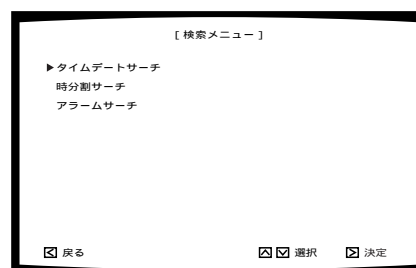 [ 検索メニュー ]
▶タイムデートサーチ
時分割サーチ
アラームサーチ
戻る 選択 決定